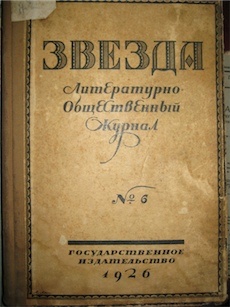 ЗВЕЗДА
Литературно-
Общественный
Журнал
№ 6
ГОСУДАРСТВЕННОЕ
ИЗДАТЕЛЬСТВО
1926